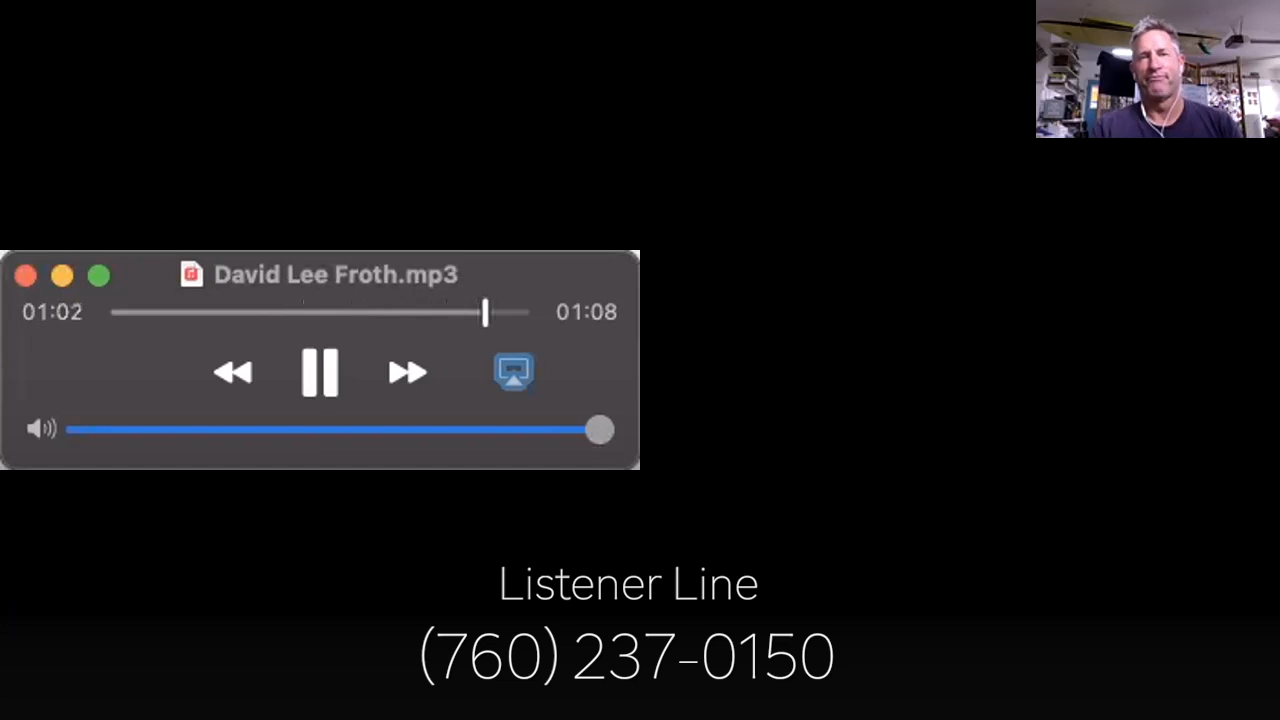 David Lee Froth.mp3
01:02 01:08
Listener Line
(760) 237-0150